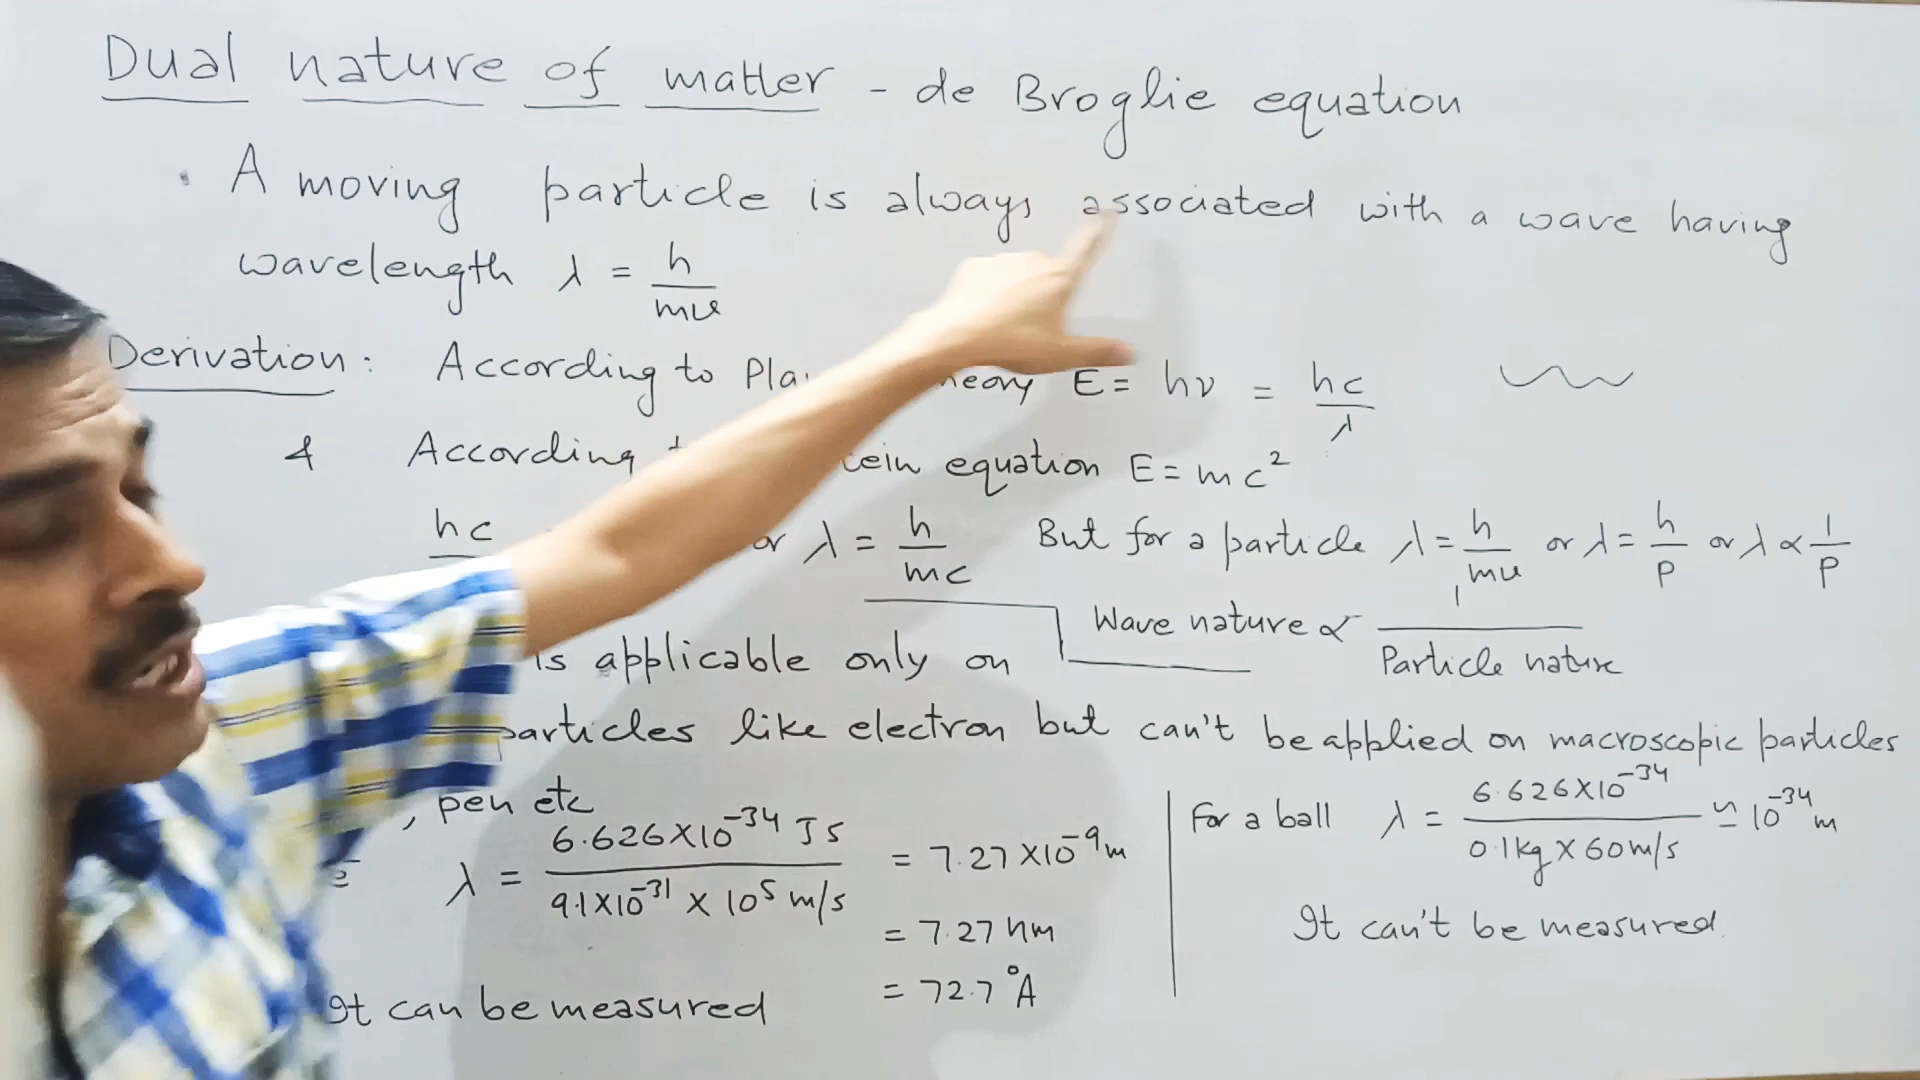 Dual nature of matter - de Broglie equation
· A moving particle is always associated with a wave having
wavelength λ = h/mu
Derivation: According to E = hν = hc/λ
& According equation E = mc²
hc or λ = h/mc But for a particle λ = h/mu or λ = h/p or λ ∝ 1/p
Wave nature ∝ 1/Particle nature
is applicable only on
particles like electron but can't be applied on macroscopic particles
, pen etc
λ = 6.626×10⁻³⁴ Js / 9.1×10⁻³¹ × 10⁵ m/s = 7.27×10⁻⁹ m
= 7.27 nm
= 72.7 Å
It can be measured
For a ball λ = 6.626×10⁻³⁴ / 0.1kg × 60m/s ≃ 10⁻³⁴ m
It can't be measured.